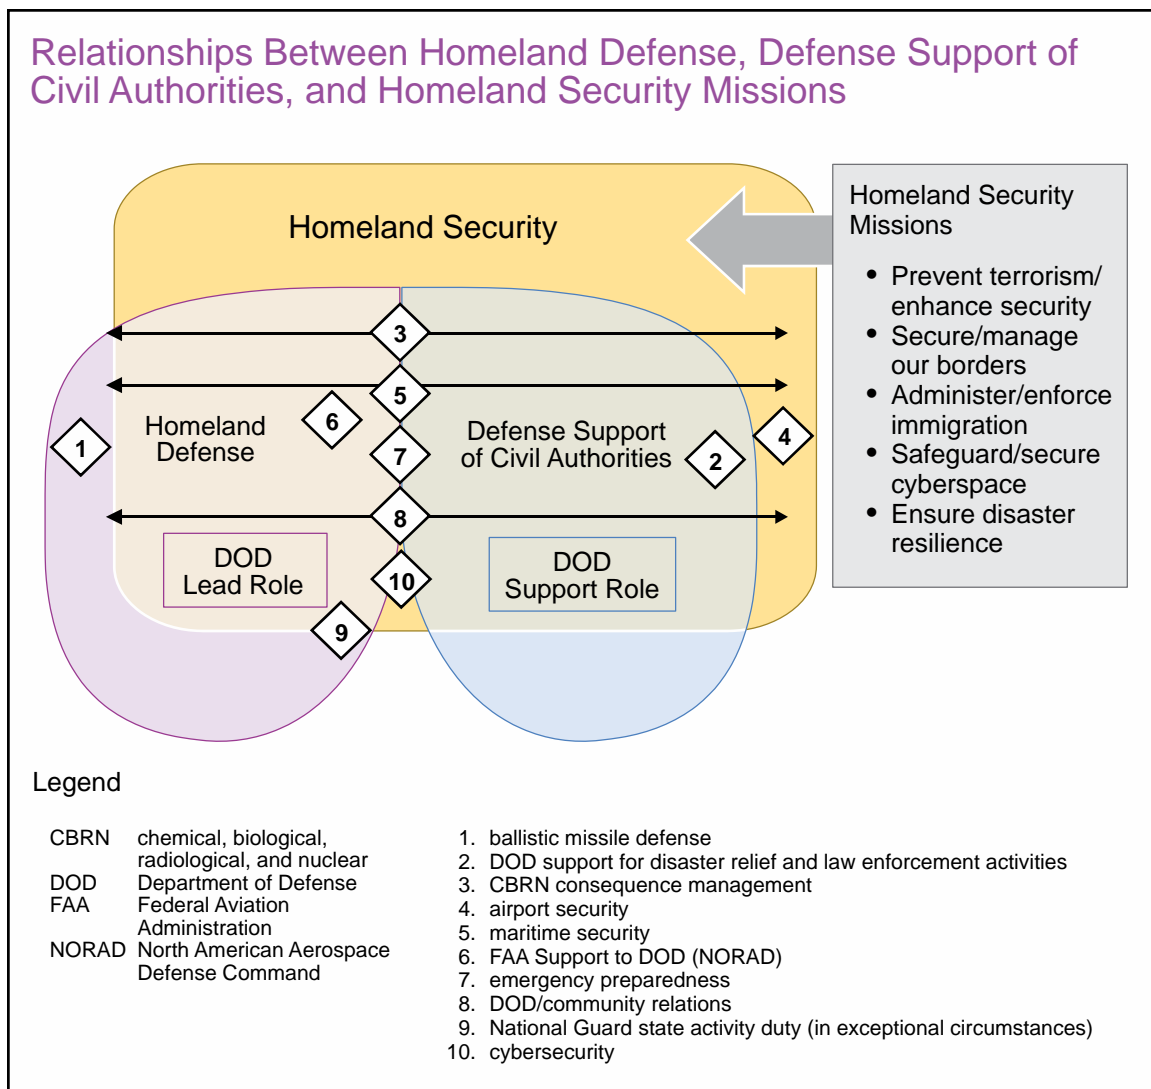 Relationships Between Homeland Defense, Defense Support of
Civil Authorities, and Homeland Security Missions
Homeland Security
Homeland Security
Missions
• Prevent terrorism/
enhance security
• Secure/manage
our borders
• Administer/enforce
immigration
• Safeguard/secure
cyberspace
• Ensure disaster
resilience
3
5
6
1
Homeland
Defense
7
Defense Support
of Civil Authorities
2
4
8
DOD
Lead Role
10
DOD
Support Role
9
Legend
CBRN chemical, biological,
radiological, and nuclear
DOD Department of Defense
FAA Federal Aviation
Administration
NORAD North American Aerospace
Defense Command
1. ballistic missile defense
2. DOD support for disaster relief and law enforcement activities
3. CBRN consequence management
4. airport security
5. maritime security
6. FAA Support to DOD (NORAD)
7. emergency preparedness
8. DOD/community relations
9. National Guard state activity duty (in exceptional circumstances)
10. cybersecurity